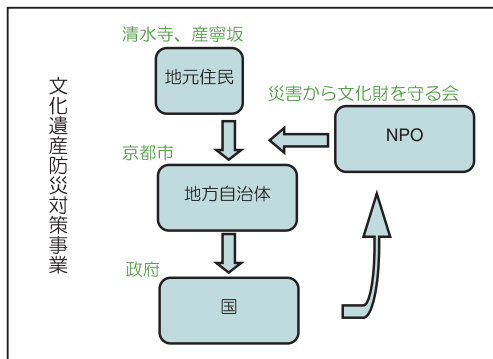 文化遺産防災対策事業
清水寺、産寧坂
地元住民
災害から文化財を守る会
NPO
京都市
地方自治体
政府
国